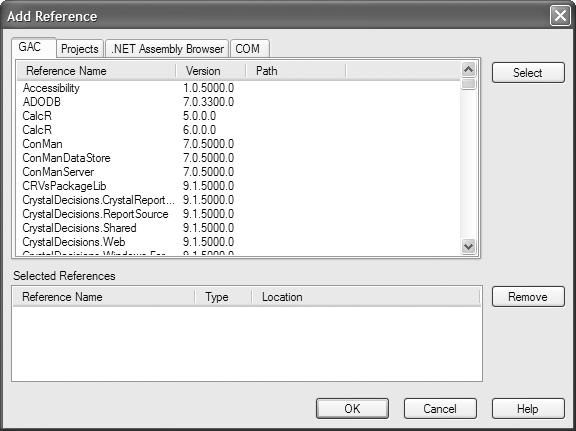 Add Reference
GAC Projects .NET Assembly Browser COM
Reference Name Version Path
Select
Accessibility 1.0.5000.0
ADODB 7.0.3300.0
CalcR 5.0.0.0
CalcR 6.0.0.0
ConMan 7.0.5000.0
ConManDataStore 7.0.5000.0
ConManServer 7.0.5000.0
CRVsPackageLib 9.1.5000.0
CrystalDecisions.CrystalReport... 9.1.5000.0
CrystalDecisions.ReportSource 9.1.5000.0
CrystalDecisions.Shared 9.1.5000.0
CrystalDecisions.Web 9.1.5000.0
CrystalDecisions.Windows.For... 9.1.5000.0
Selected References
Reference Name Type Location
Remove
OK Cancel Help